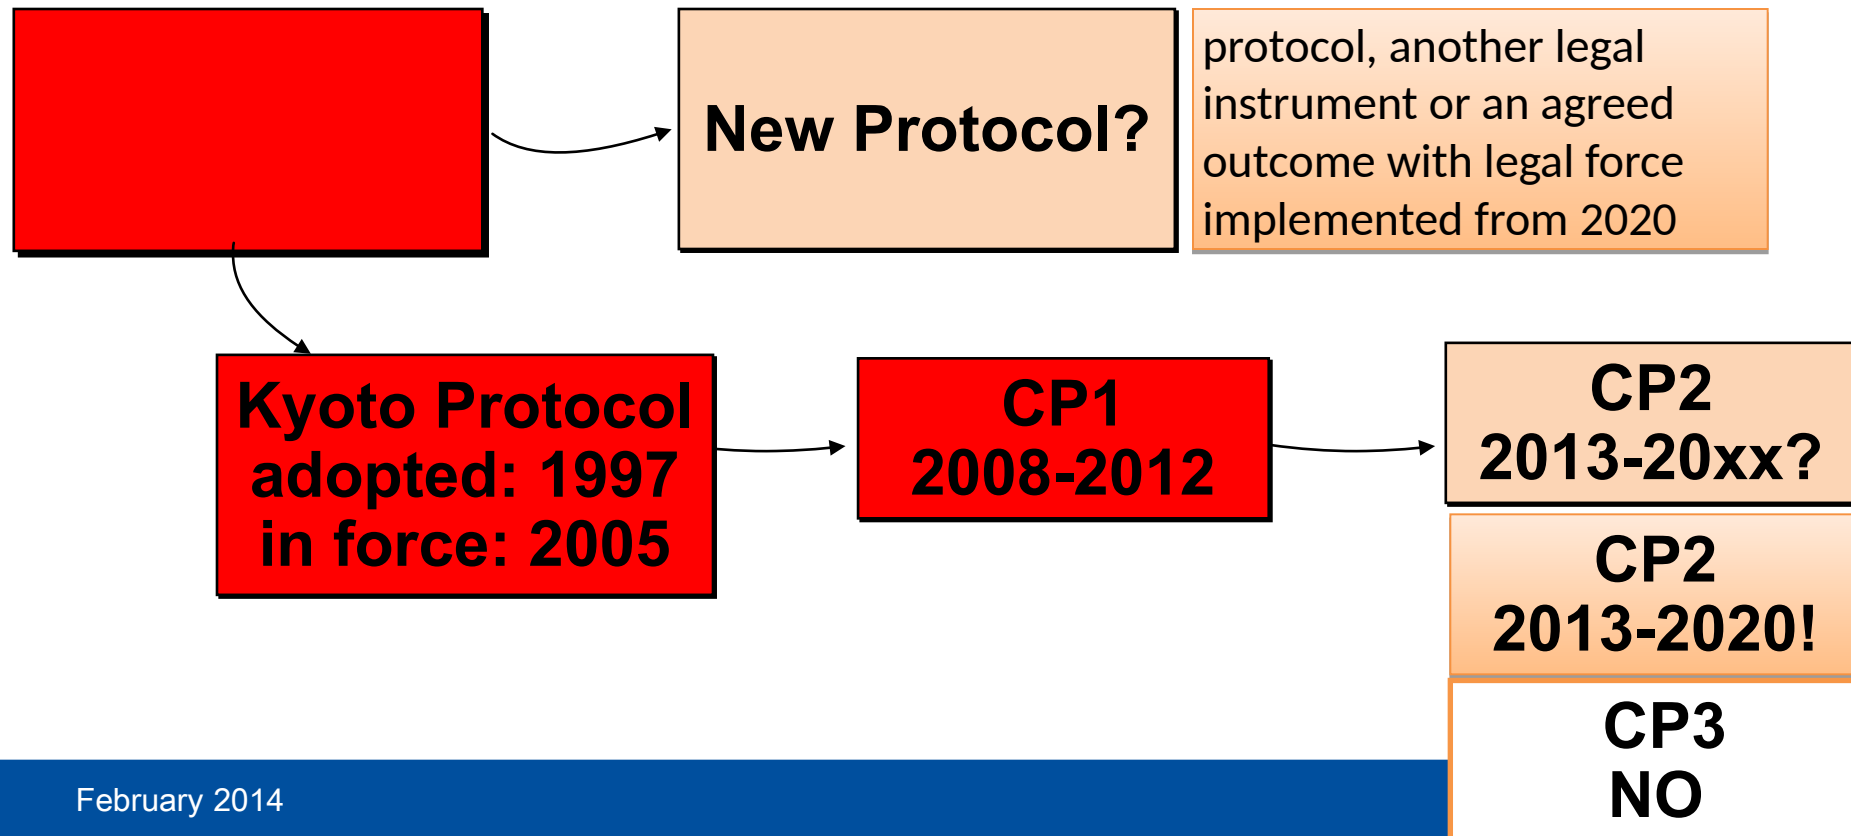 New Protocol?
protocol, another legal
instrument or an agreed
outcome with legal force
implemented from 2020
Kyoto Protocol
adopted: 1997
in force: 2005
CP1
2008-2012
CP2
2013-20xx?
CP2
2013-2020!
CP3
NO
February 2014